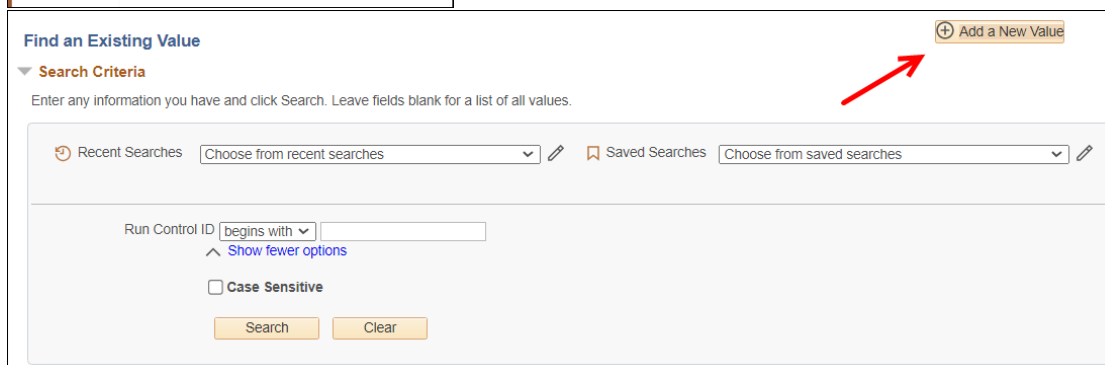 Find an Existing Value
Add a New Value
Search Criteria
Enter any information you have and click Search. Leave fields blank for a list of all values.
Recent Searches Choose from recent searches Saved Searches Choose from saved searches
Run Control ID begins with
Show fewer options
Case Sensitive
Search Clear